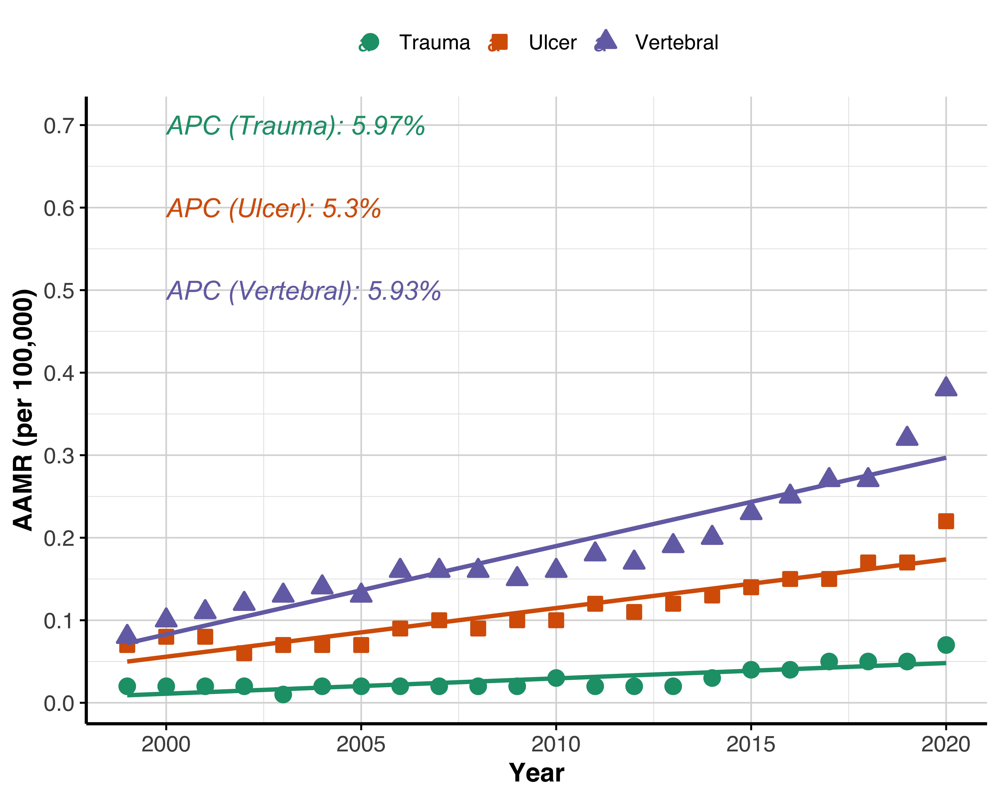 a Trauma a Ulcer a Vertebral
0.7
APC (Trauma): 5.97%
0.6
APC (Ulcer): 5.3%
0.5
APC (Vertebral): 5.93%
0.4
0.3
0.2
0.1
0.0
AAMR (per 100,000)
2000 2005 2010 2015 2020
Year